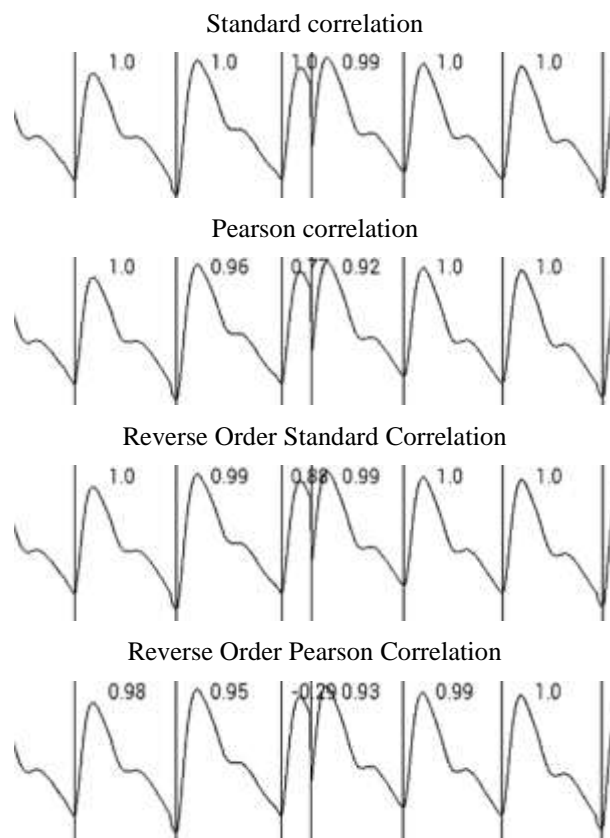 Standard correlation
1.0 1.0 1.0 0.99 1.0 1.0
Pearson correlation
1.0 0.96 0.77 0.92 1.0 1.0
Reverse Order Standard Correlation
1.0 0.99 0.88 0.99 1.0 1.0
Reverse Order Pearson Correlation
0.98 0.95 -0.29 0.93 0.99 1.0